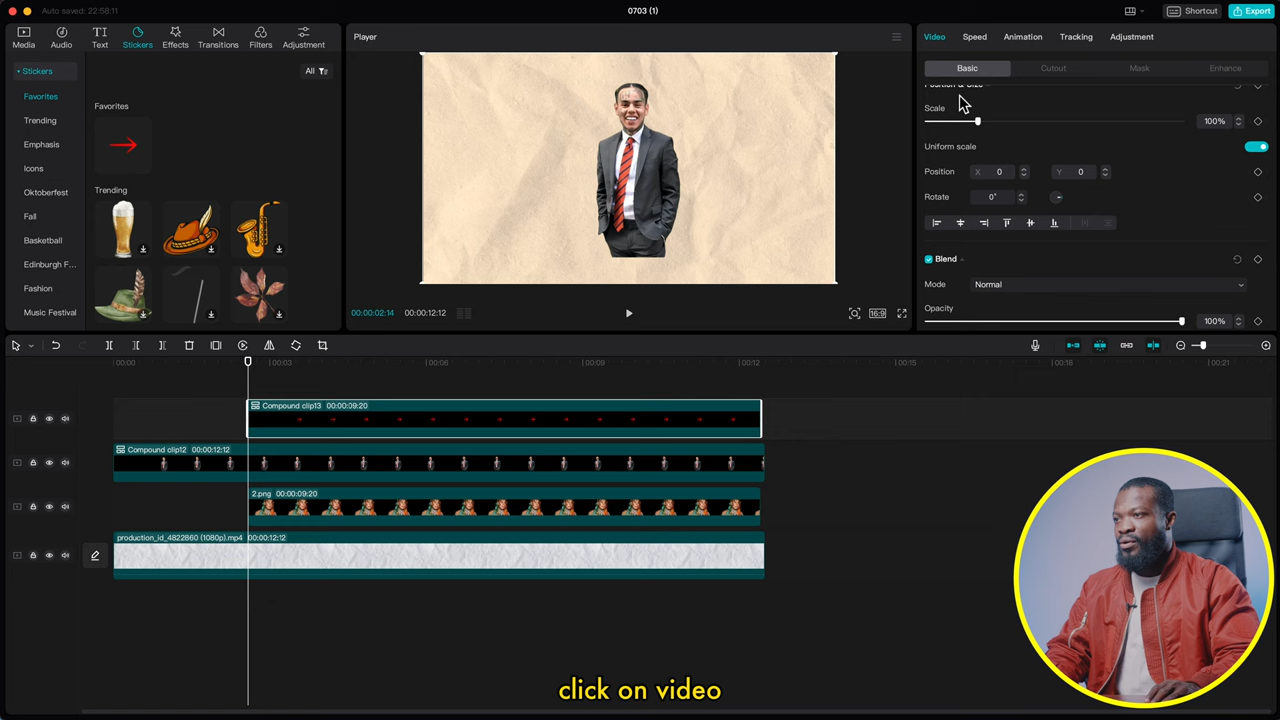 Auto saved: 22:58:11
0703 (1)
Shortcut
Export
Media
Audio
Text
Stickers
Effects
Transitions
Filters
Adjustment
Player
Video
Speed
Animation
Tracking
Adjustment
Stickers
All
Basic
Cutout
Mask
Enhance
Favorites
Trending
Emphasis
Icons
Oktoberfest
Fall
Basketball
Edinburgh F...
Fashion
Music Festival
Favorites
Trending
Position & Size
Scale
100%
Uniform scale
Position
X 0
Y 0
Rotate
0°
Blend
Mode
Normal
Opacity
100%
00:00:02:14
00:00:12:12
16:9
00:00
00:03
00:06
00:09
00:12
00:15
00:18
00:21
Compound clip13 00:00:09:20
Compound clip12 00:00:12:12
2.png 00:00:09:20
production_id_4822860 (1080p).mp4 00:00:12:12
click on video